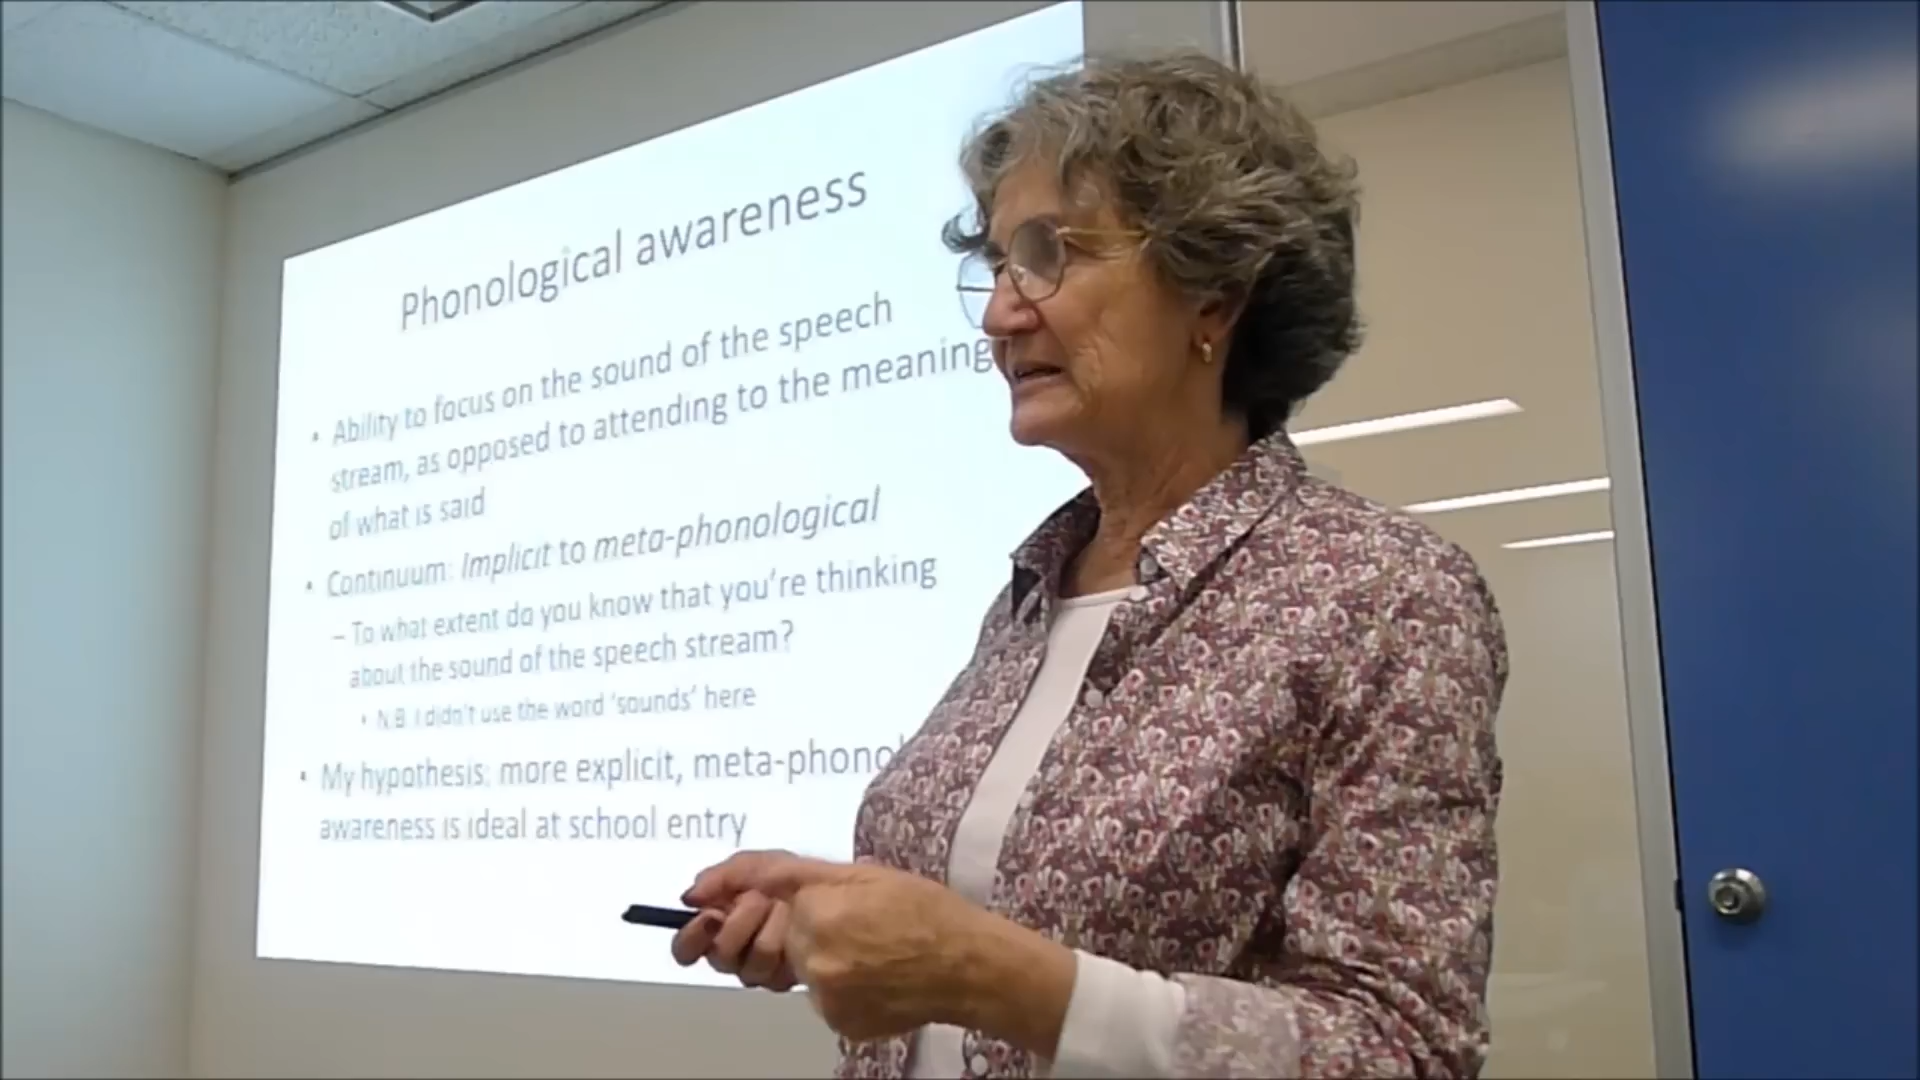 Phonological awareness
• Ability to focus on the sound of the speech
stream, as opposed to attending to the meaning
of what is said
• Continuum: Implicit to meta-phonological
– To what extent do you know that you're thinking
about the sound of the speech stream?
• N.B. I didn't use the word 'sounds' here
• My hypothesis: more explicit, meta-phonol
awareness is ideal at school entry